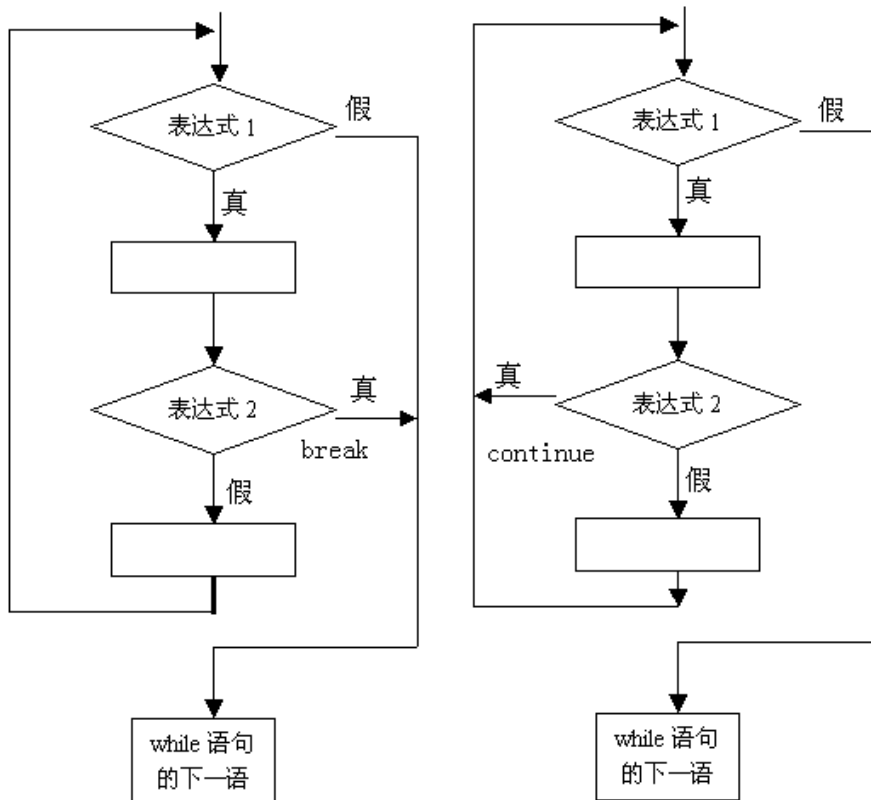 表达式 1
假
真
表达式 2
真
break
假
while 语句
的下一语
表达式 1
假
真
真
表达式 2
continue
假
while 语句
的下一语